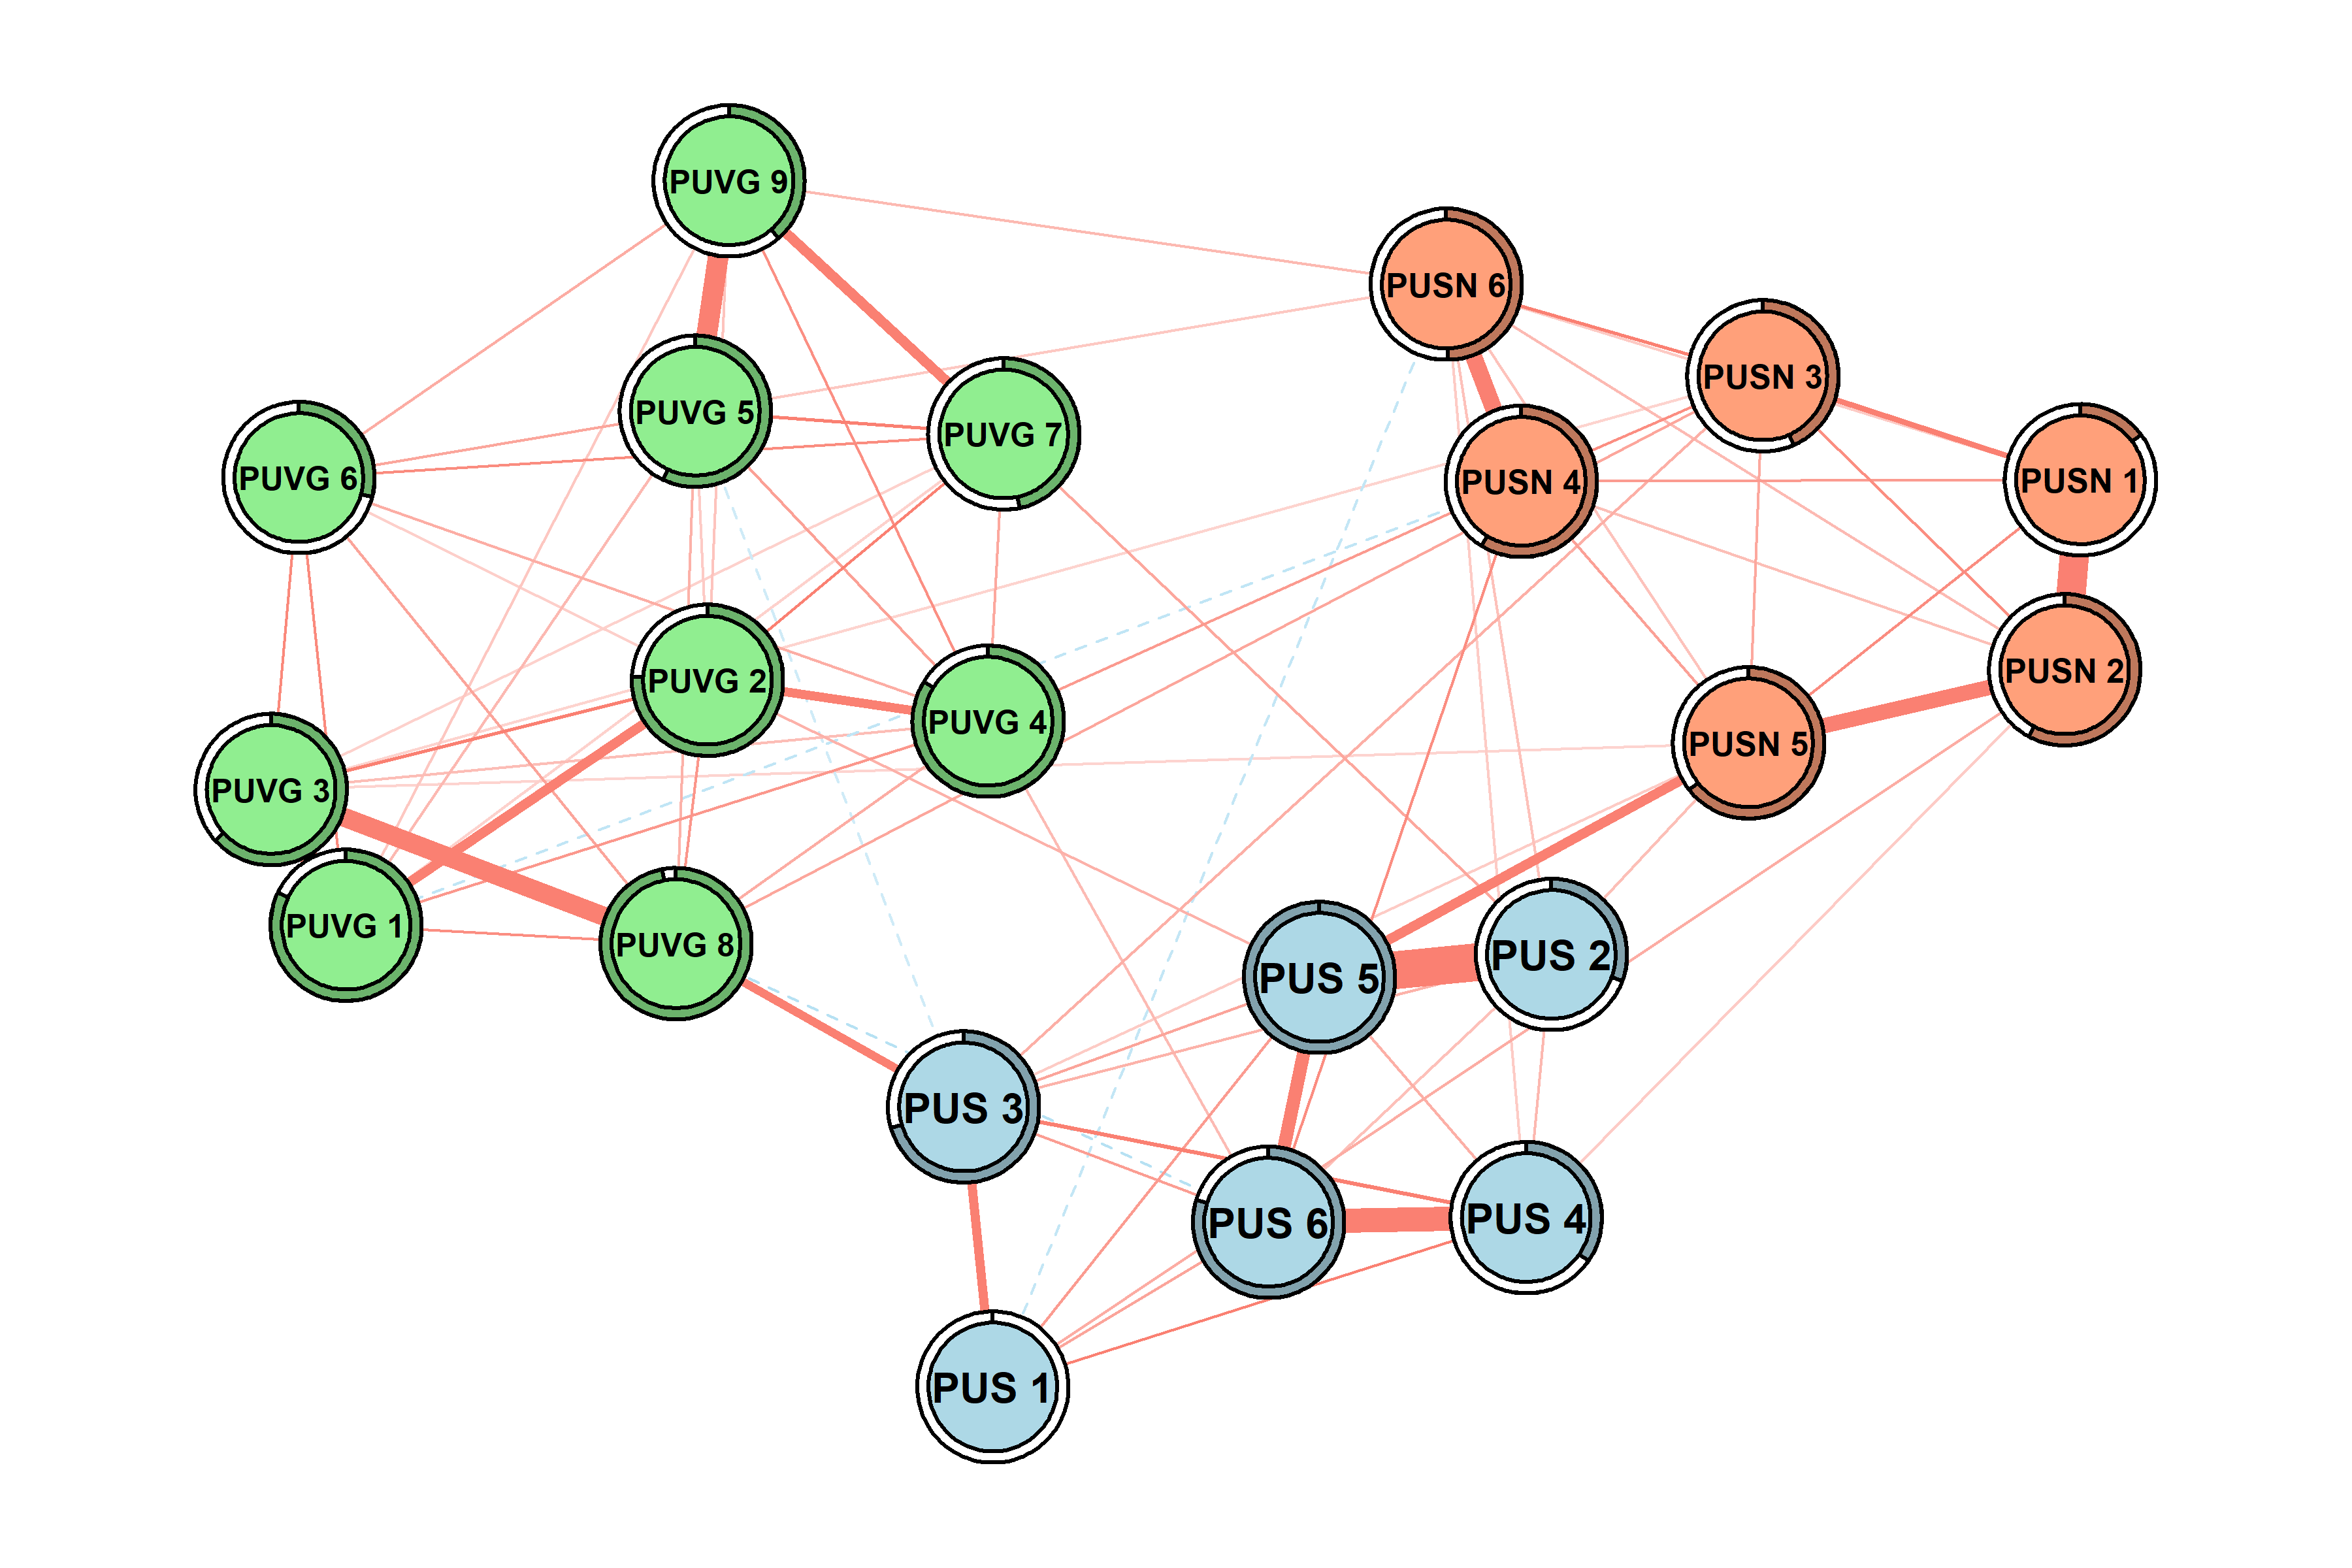 PUVG 9
PUSN 6
PUSN 3
PUVG 5
PUVG 7
PUVG 6
PUSN 4
PUSN 1
PUVG 2
PUSN 2
PUVG 4
PUSN 5
PUVG 3
PUVG 1
PUVG 8
PUS 2
PUS 5
PUS 3
PUS 4
PUS 6
PUS 1